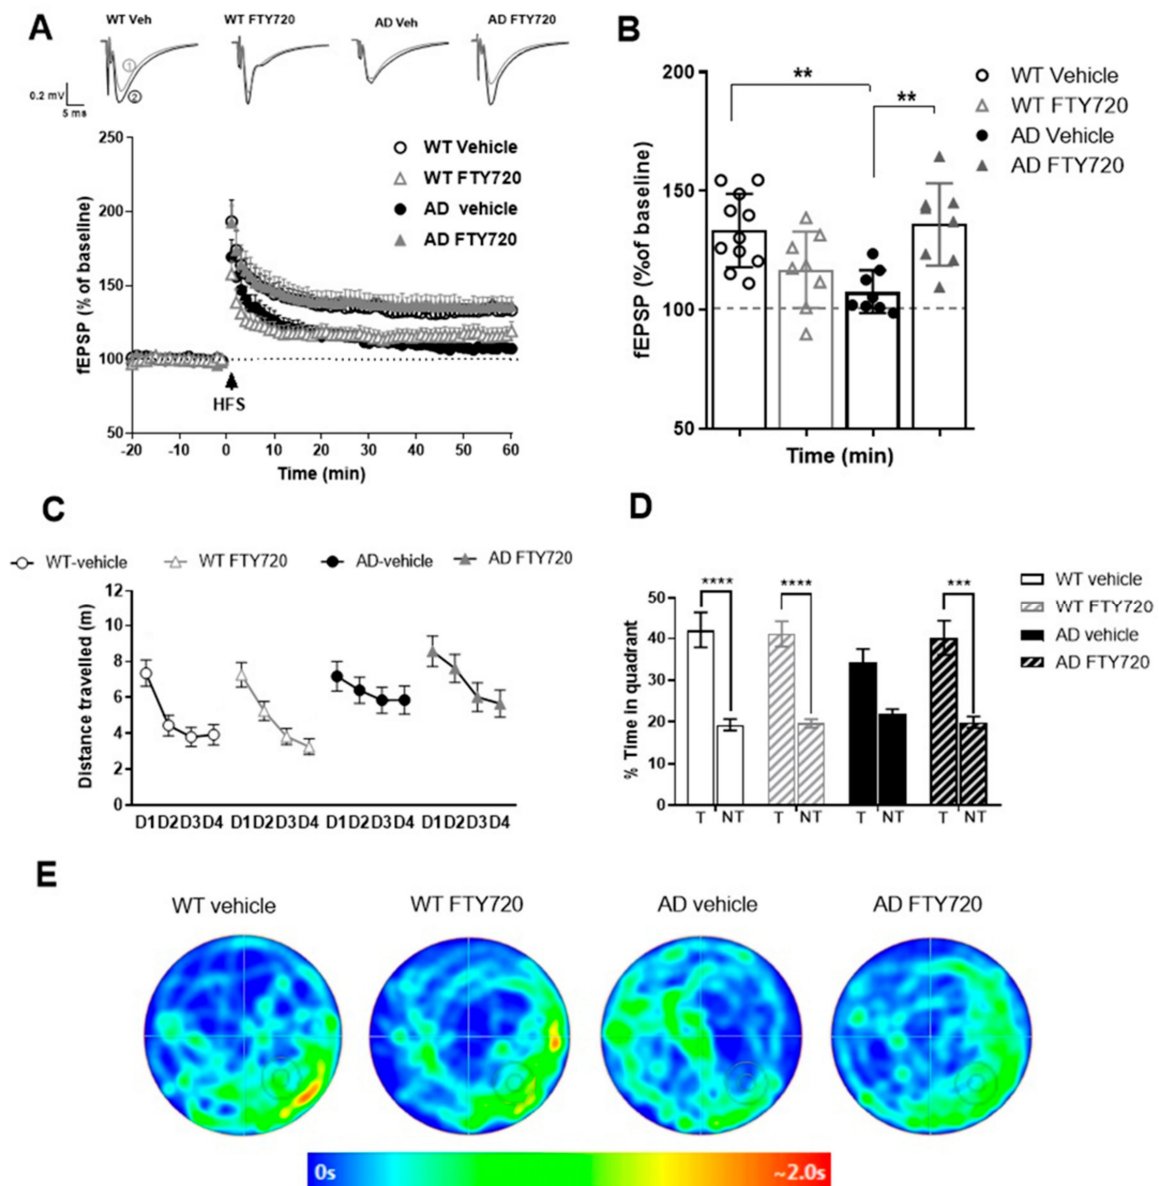 A
WT Veh
WT FTY720
AD Veh
AD FTY720
1
2
0.2 mV
5 ms
fEPSP (% of baseline)
250
200
150
100
50
WT Vehicle
WT FTY720
AD vehicle
AD FTY720
HFS
-20 -10 0 10 20 30 40 50 60
Time (min)
B
fEPSP (%of baseline)
200
150
100
50
**
**
WT Vehicle
WT FTY720
AD Vehicle
AD FTY720
Time (min)
C
WT-vehicle
WT FTY720
AD-vehicle
AD FTY720
Distance travelled (m)
12
10
8
6
4
2
0
D1D2D3D4 D1D2D3D4 D1D2D3D4 D1D2D3D4
D
% Time in quadrant
50
40
30
20
10
0
****
****
***
T NT T NT T NT T NT
WT vehicle
WT FTY720
AD vehicle
AD FTY720
E
WT vehicle
WT FTY720
AD vehicle
AD FTY720
0s
~2.0s